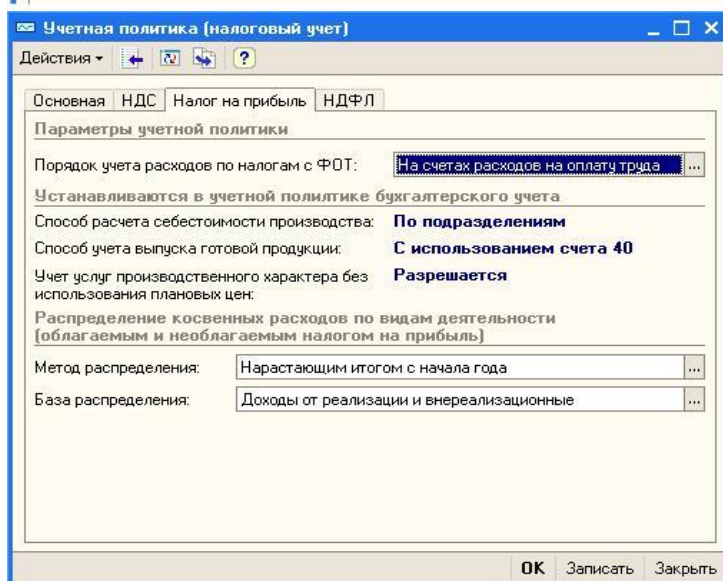 Учетная политика (налоговый учет)
Действия
Основная НДС Налог на прибыль НДФЛ
Параметры учетной политики
Порядок учета расходов по налогам с ФОТ: На счетах расходов на оплату труда ...
Устанавливаются в учетной полилтике бухгалтерского учета
Способ расчета себестоимости производства: По подразделениям
Способ учета выпуска готовой продукции: С использованием счета 40
Учет услуг производственного характера без Разрешается
использования плановых цен:
Распределение косвенных расходов по видам деятельности
(облагаемым и необлагаемым налогом на прибыль)
Метод распределения: Нарастающим итогом с начала года ...
База распределения: Доходы от реализации и внереализационные ...
OK Записать Закрыть